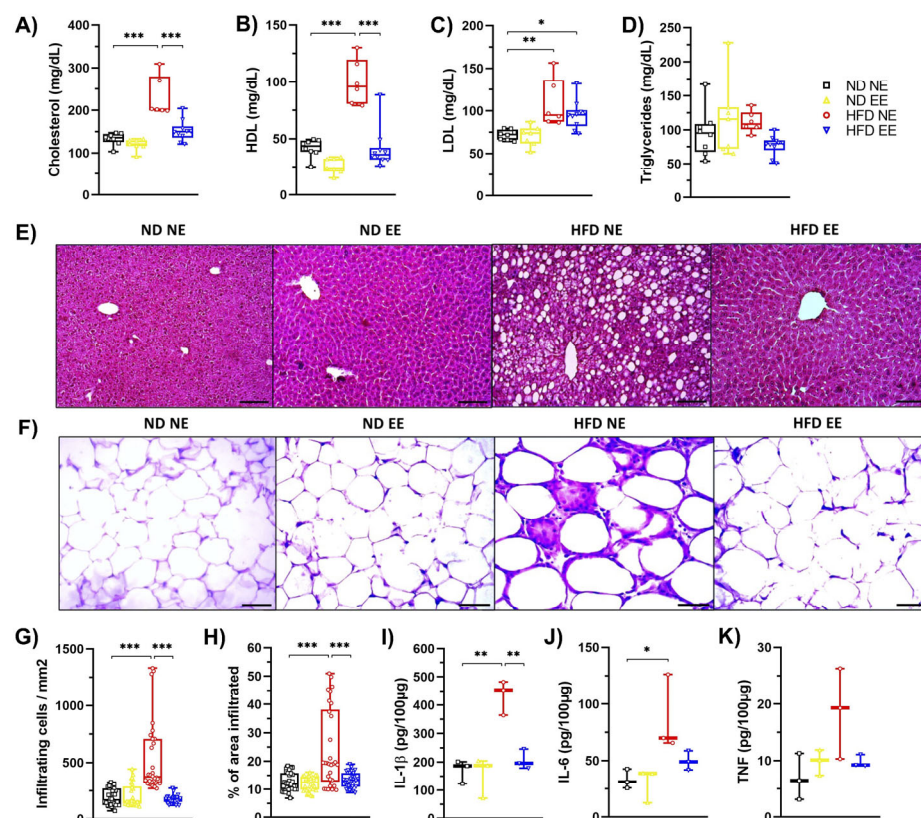 A)
Cholesterol (mg/dL)
400
300
200
150
100
50
0
***
***
B)
HDL (mg/dL)
150
100
50
0
***
***
C)
LDL (mg/dL)
200
150
100
50
0
*
**
D)
Triglycerides (mg/dL)
250
200
150
100
50
0
ND NE
ND EE
HFD NE
HFD EE
E)
ND NE
ND EE
HFD NE
HFD EE
F)
ND NE
ND EE
HFD NE
HFD EE
G)
Infiltrating cells / mm2
1500
1000
500
0
***
***
H)
% of area infiltrated
60
50
40
30
20
10
0
***
***
I)
IL-1β (pg/100µg)
600
500
400
300
200
100
0
**
**
J)
IL-6 (pg/100µg)
150
100
50
0
*
K)
TNF (pg/100µg)
30
20
10
0